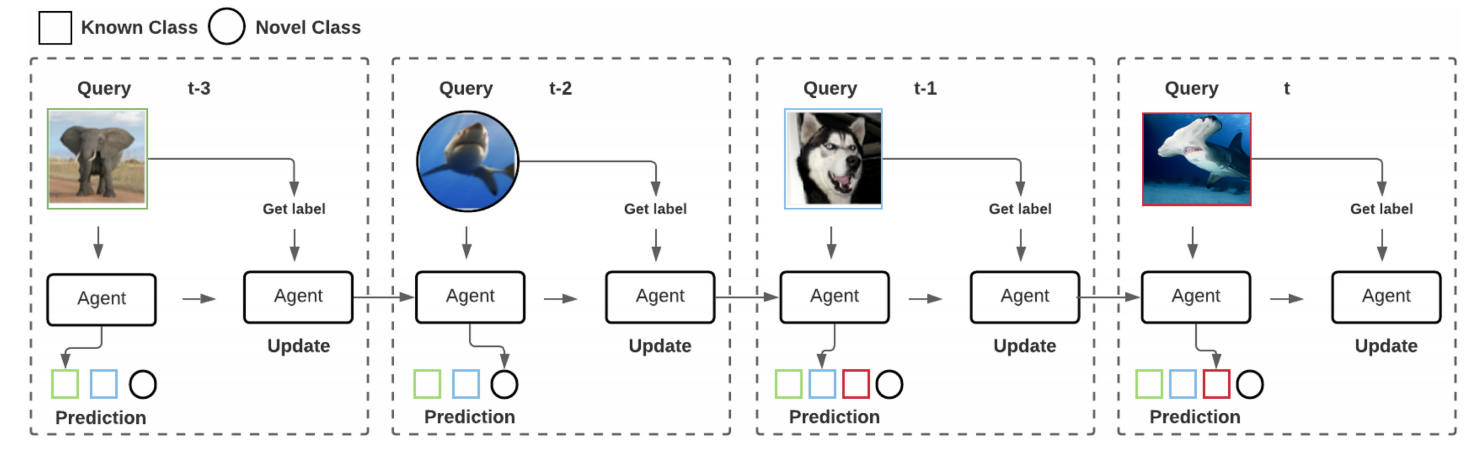 Known Class Novel Class
Query t-3
Get label
Agent Agent
Update
Prediction
Query t-2
Get label
Agent Agent
Update
Prediction
Query t-1
Get label
Agent Agent
Update
Prediction
Query t
Get label
Agent Agent
Update
Prediction